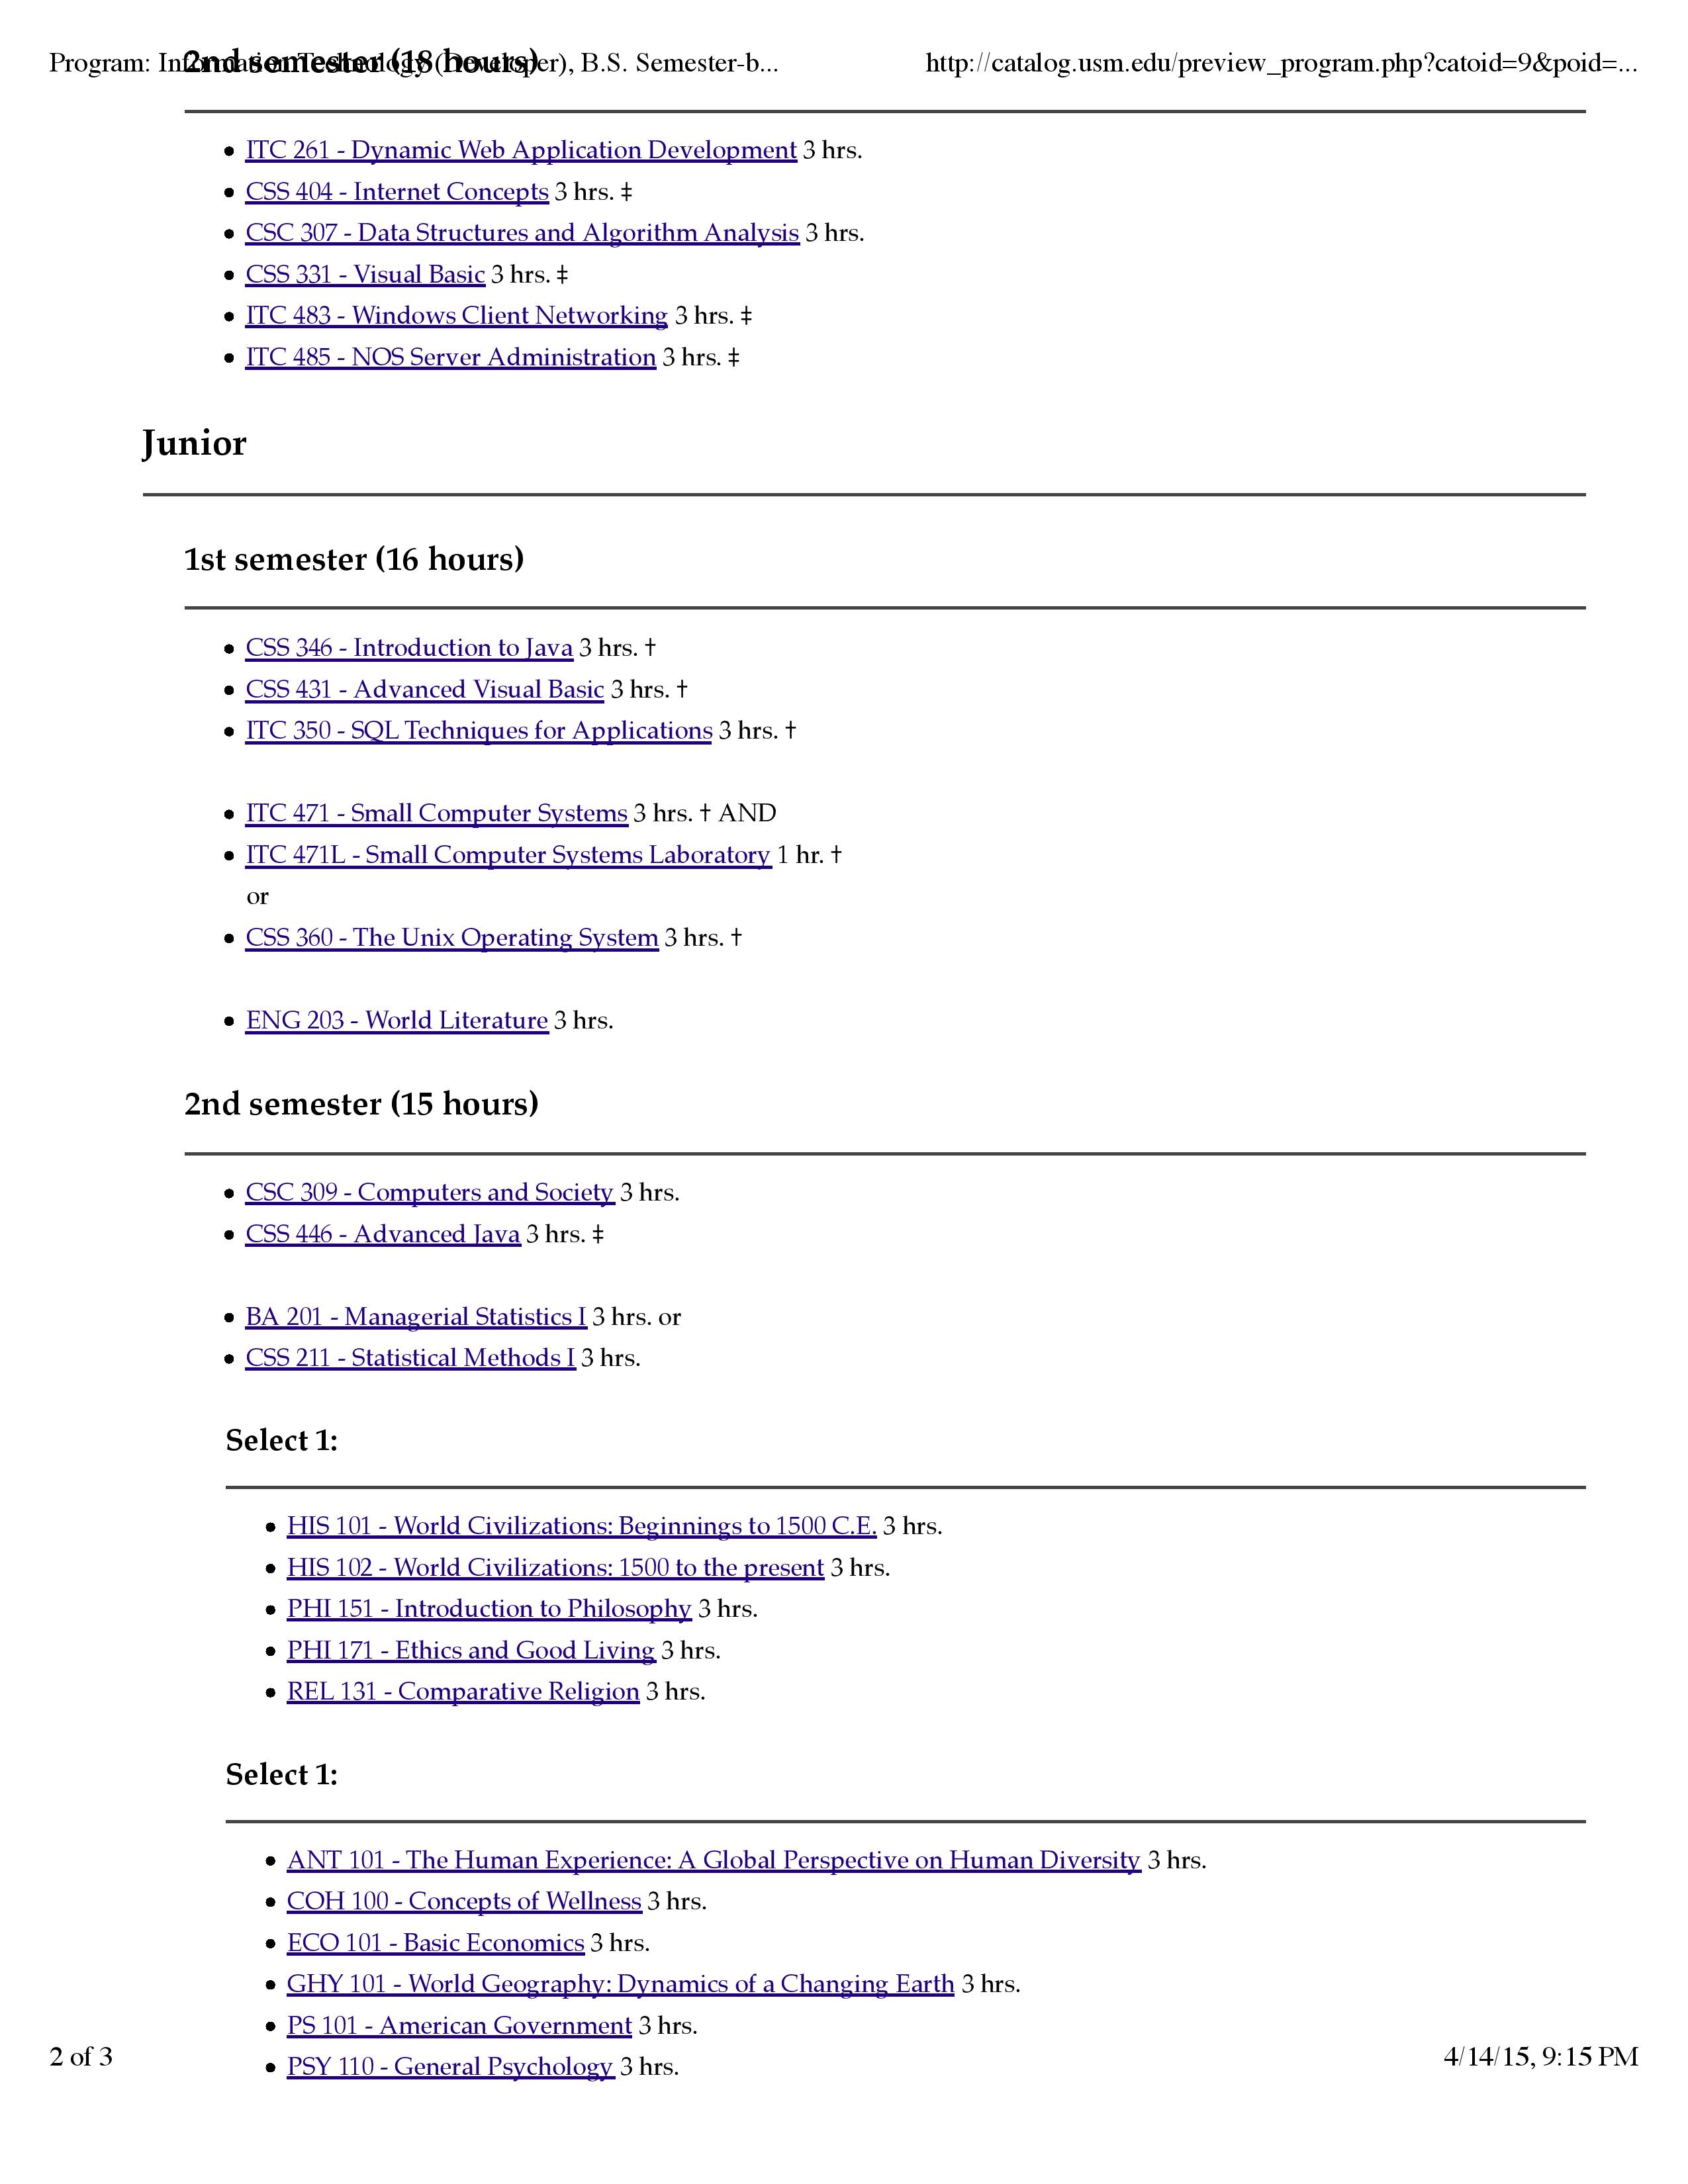 Program: Information Technology (Developer), B.S. Semester-b...
http://catalog.usm.edu/preview_program.php?catoid=9&poid=...
2nd semester (18 hours)
• ITC 261 - Dynamic Web Application Development 3 hrs.
• CSS 404 - Internet Concepts 3 hrs. ‡
• CSC 307 - Data Structures and Algorithm Analysis 3 hrs.
• CSS 331 - Visual Basic 3 hrs. ‡
• ITC 483 - Windows Client Networking 3 hrs. ‡
• ITC 485 - NOS Server Administration 3 hrs. ‡
Junior
1st semester (16 hours)
• CSS 346 - Introduction to Java 3 hrs. †
• CSS 431 - Advanced Visual Basic 3 hrs. †
• ITC 350 - SQL Techniques for Applications 3 hrs. †
• ITC 471 - Small Computer Systems 3 hrs. † AND
• ITC 471L - Small Computer Systems Laboratory 1 hr. †
or
• CSS 360 - The Unix Operating System 3 hrs. †
• ENG 203 - World Literature 3 hrs.
2nd semester (15 hours)
• CSC 309 - Computers and Society 3 hrs.
• CSS 446 - Advanced Java 3 hrs. ‡
• BA 201 - Managerial Statistics I 3 hrs. or
• CSS 211 - Statistical Methods I 3 hrs.
Select 1:
• HIS 101 - World Civilizations: Beginnings to 1500 C.E. 3 hrs.
• HIS 102 - World Civilizations: 1500 to the present 3 hrs.
• PHI 151 - Introduction to Philosophy 3 hrs.
• PHI 171 - Ethics and Good Living 3 hrs.
• REL 131 - Comparative Religion 3 hrs.
Select 1:
• ANT 101 - The Human Experience: A Global Perspective on Human Diversity 3 hrs.
• COH 100 - Concepts of Wellness 3 hrs.
• ECO 101 - Basic Economics 3 hrs.
• GHY 101 - World Geography: Dynamics of a Changing Earth 3 hrs.
• PS 101 - American Government 3 hrs.
• PSY 110 - General Psychology 3 hrs.
2 of 3
4/14/15, 9:15 PM